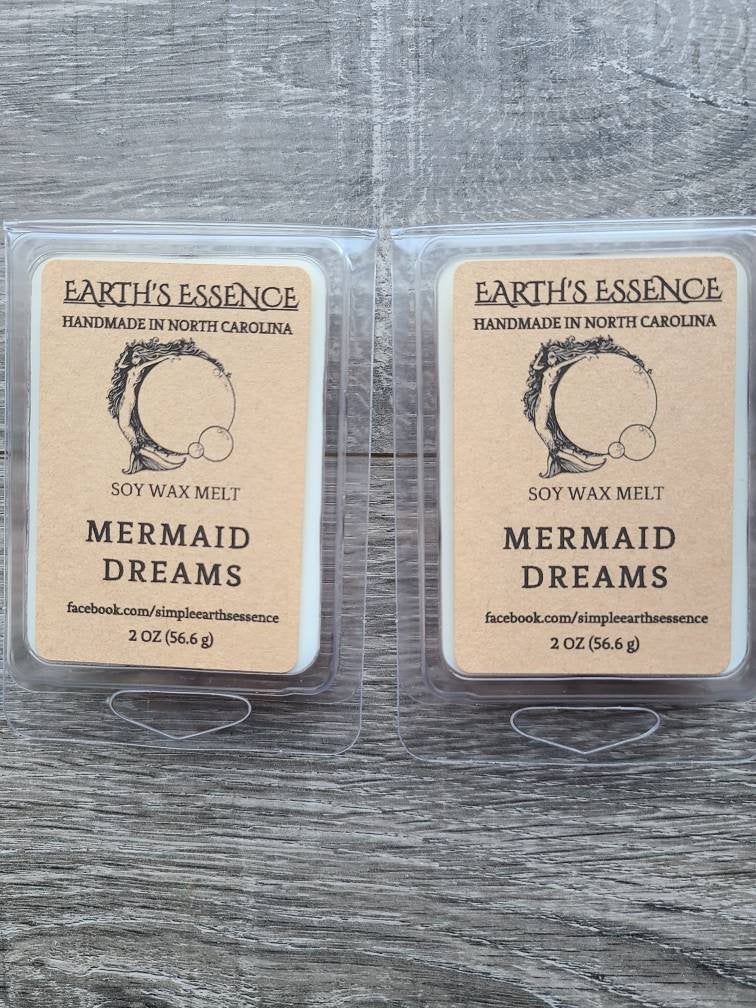 EARTH'S ESSENCE
HANDMADE IN NORTH CAROLINA
SOY WAX MELT
MERMAID
DREAMS
facebook.com/simpleearthsessence
2 OZ (56.6 g)
EARTH'S ESSENCE
HANDMADE IN NORTH CAROLINA
SOY WAX MELT
MERMAID
DREAMS
facebook.com/simpleearthsessence
2 OZ (56.6 g)